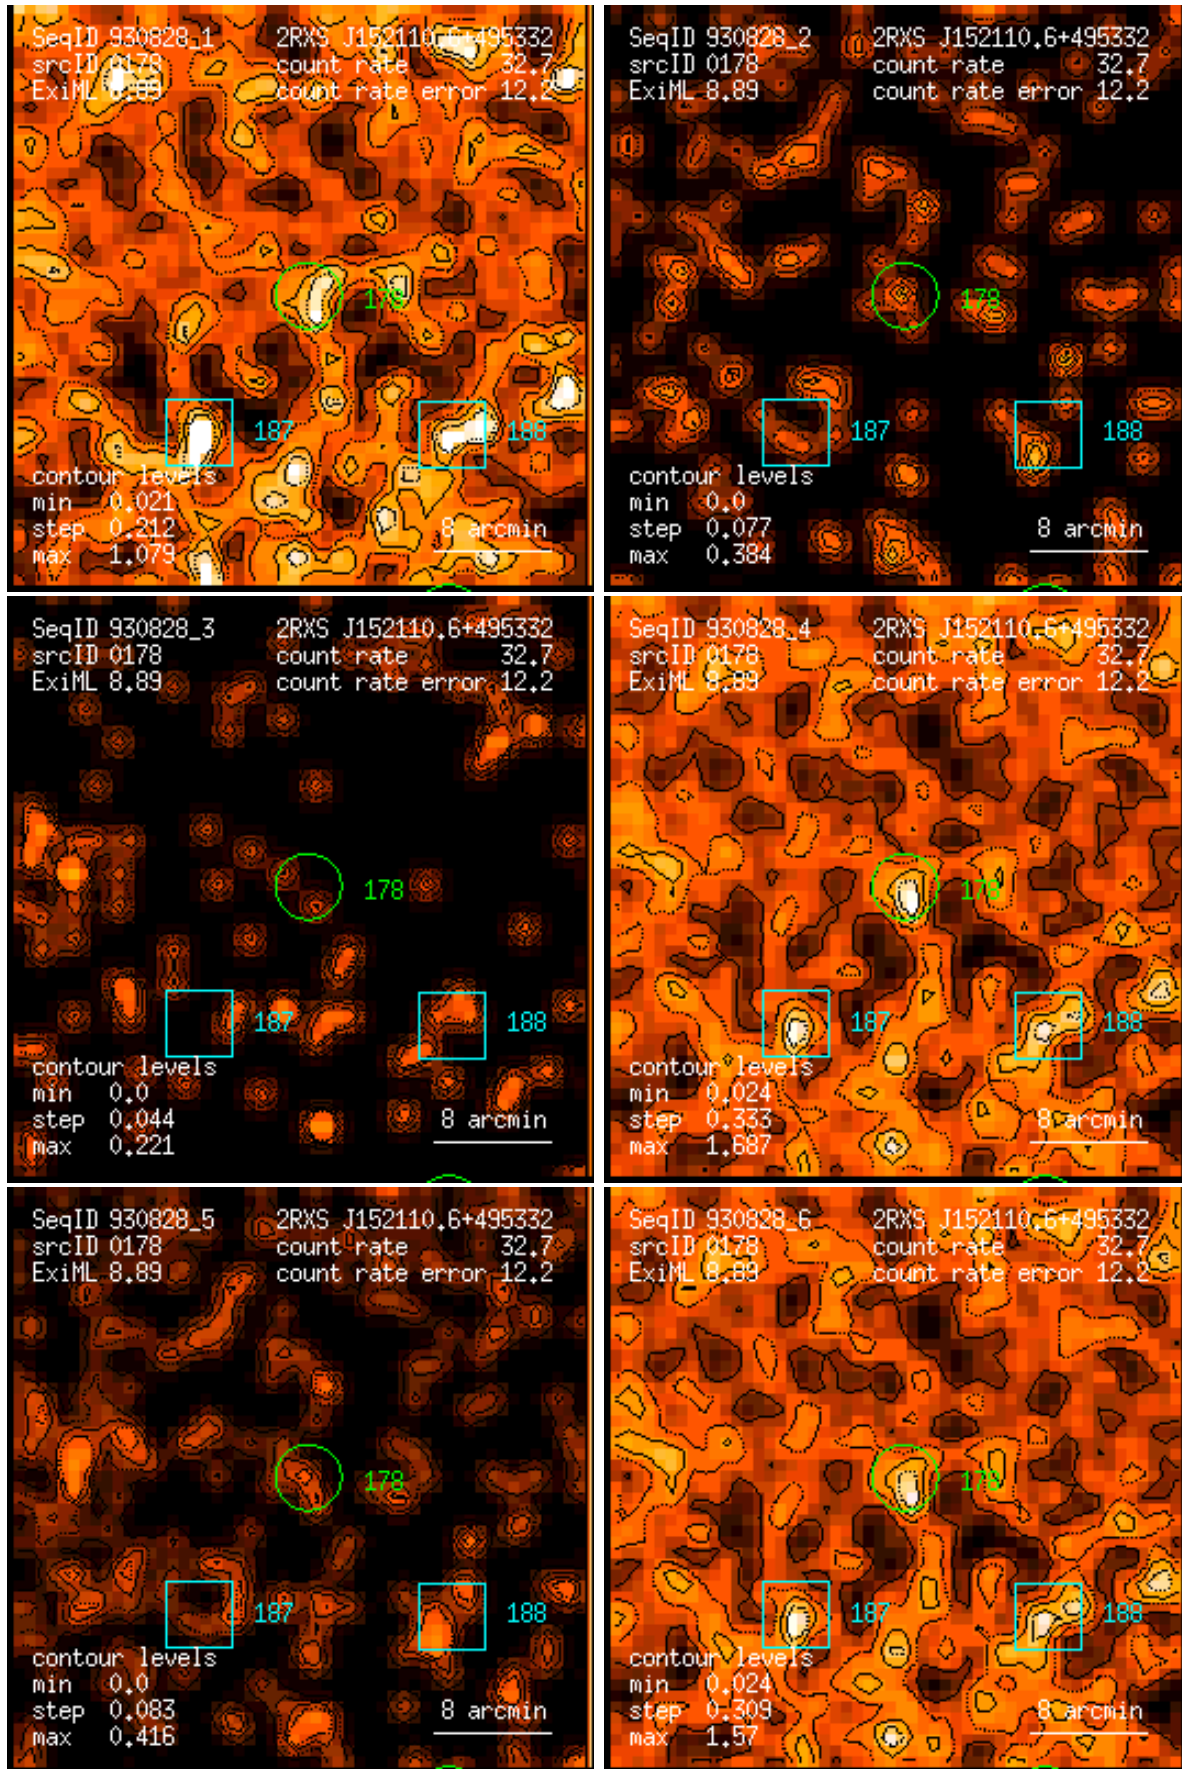 SeqID 930828_1 2RXS J152110.6+495332
srcID 0178 count rate 32.7
ExiML 8.89 count rate error 12.2
178
187
188
contour levels
min 0.021
step 0.212
max 1.079
8 arcmin
SeqID 930828_2 2RXS J152110.6+495332
srcID 0178 count rate 32.7
ExiML 8.89 count rate error 12.2
178
187
188
contour levels
min 0.0
step 0.077
max 0.384
8 arcmin
SeqID 930828_3 2RXS J152110.6+495332
srcID 0178 count rate 32.7
ExiML 8.89 count rate error 12.2
178
187
188
contour levels
min 0.0
step 0.044
max 0.221
8 arcmin
SeqID 930828_4 2RXS J152110.6+495332
srcID 0178 count rate 32.7
ExiML 8.89 count rate error 12.2
178
187
188
contour levels
min 0.024
step 0.333
max 1.687
8 arcmin
SeqID 930828_5 2RXS J152110.6+495332
srcID 0178 count rate 32.7
ExiML 8.89 count rate error 12.2
178
187
188
contour levels
min 0.0
step 0.083
max 0.416
8 arcmin
SeqID 930828_6 2RXS J152110.6+495332
srcID 0178 count rate 32.7
ExiML 8.89 count rate error 12.2
178
187
188
contour levels
min 0.024
step 0.309
max 1.57
8 arcmin